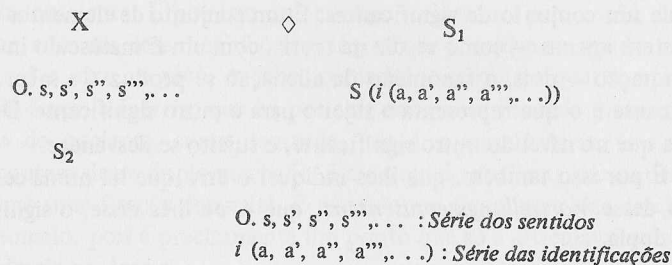 X ◇ S₁
O. s, s', s'', s''',. . . S (i (a, a', a'', a''',. . .))
S₂
O. s, s', s'', s''',. . . : Série dos sentidos
i (a, a', a'', a''',. . .) : Série das identificações